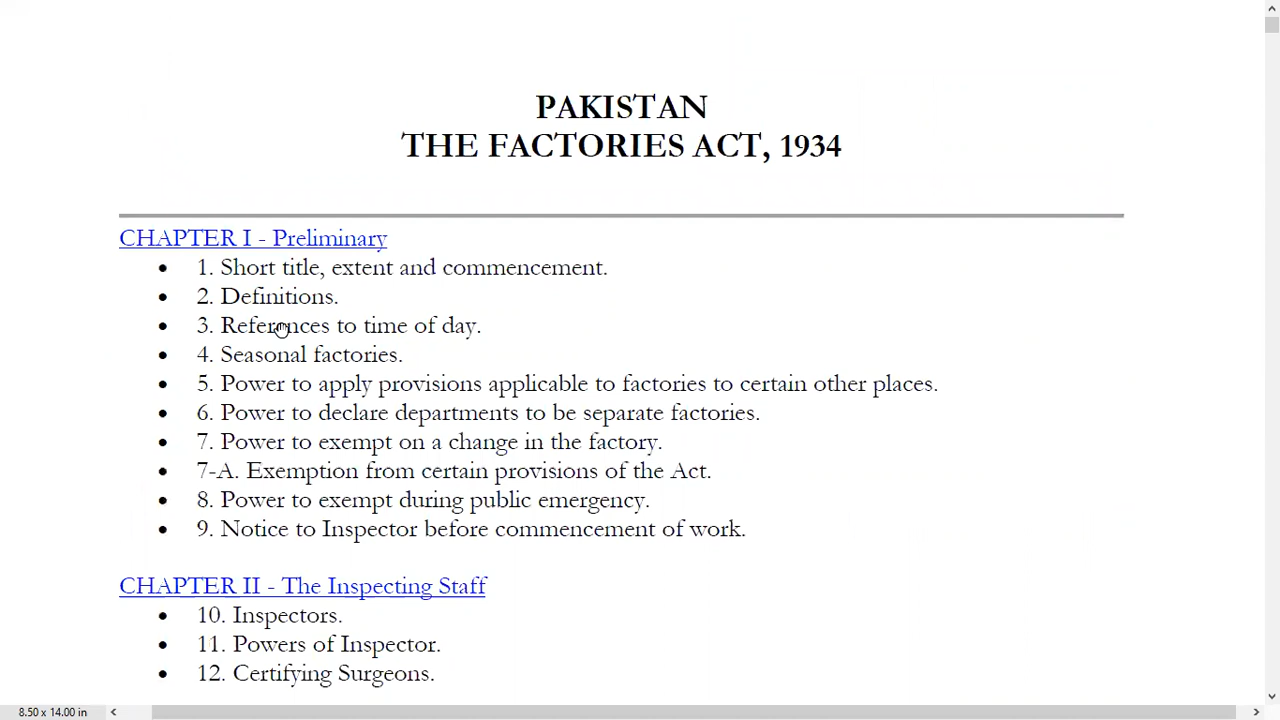 PAKISTAN
THE FACTORIES ACT, 1934
CHAPTER I - Preliminary
• 1. Short title, extent and commencement.
• 2. Definitions.
• 3. References to time of day.
• 4. Seasonal factories.
• 5. Power to apply provisions applicable to factories to certain other places.
• 6. Power to declare departments to be separate factories.
• 7. Power to exempt on a change in the factory.
• 7-A. Exemption from certain provisions of the Act.
• 8. Power to exempt during public emergency.
• 9. Notice to Inspector before commencement of work.
CHAPTER II - The Inspecting Staff
• 10. Inspectors.
• 11. Powers of Inspector.
• 12. Certifying Surgeons.
8.50 x 14.00 in